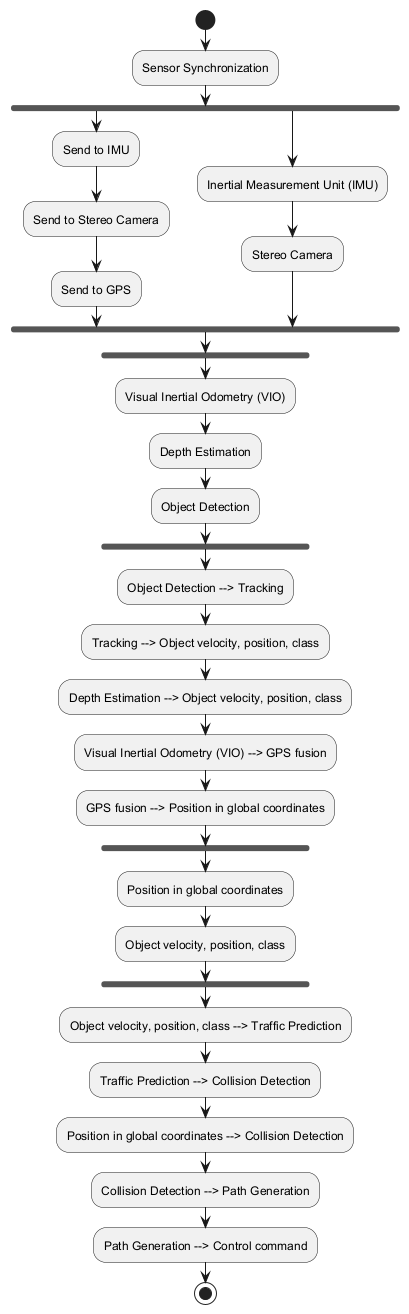 Sensor Synchronization
Send to IMU
Inertial Measurement Unit (IMU)
Send to Stereo Camera
Stereo Camera
Send to GPS
Visual Inertial Odometry (VIO)
Depth Estimation
Object Detection
Object Detection --> Tracking
Tracking --> Object velocity, position, class
Depth Estimation --> Object velocity, position, class
Visual Inertial Odometry (VIO) --> GPS fusion
GPS fusion --> Position in global coordinates
Position in global coordinates
Object velocity, position, class
Object velocity, position, class --> Traffic Prediction
Traffic Prediction --> Collision Detection
Position in global coordinates --> Collision Detection
Collision Detection --> Path Generation
Path Generation --> Control command